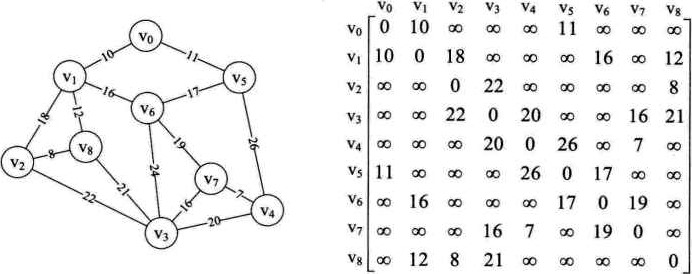 v₀
10 11
v₁ v₅
16 17
v₆
18 12 26
v₈ 19
v₂ 8 24
v₇
21 7
22 16 v₄
v₃ 20
v₀ v₁ v₂ v₃ v₄ v₅ v₆ v₇ v₈
v₀ 0 10 ∞ ∞ ∞ 11 ∞ ∞ ∞
v₁ 10 0 18 ∞ ∞ ∞ 16 ∞ 12
v₂ ∞ ∞ 0 22 ∞ ∞ ∞ ∞ 8
v₃ ∞ ∞ 22 0 20 ∞ ∞ 16 21
v₄ ∞ ∞ ∞ 20 0 26 ∞ 7 ∞
v₅ 11 ∞ ∞ ∞ 26 0 17 ∞ ∞
v₆ ∞ 16 ∞ ∞ ∞ 17 0 19 ∞
v₇ ∞ ∞ ∞ 16 7 ∞ 19 0 ∞
v₈ ∞ 12 8 21 ∞ ∞ ∞ ∞ 0